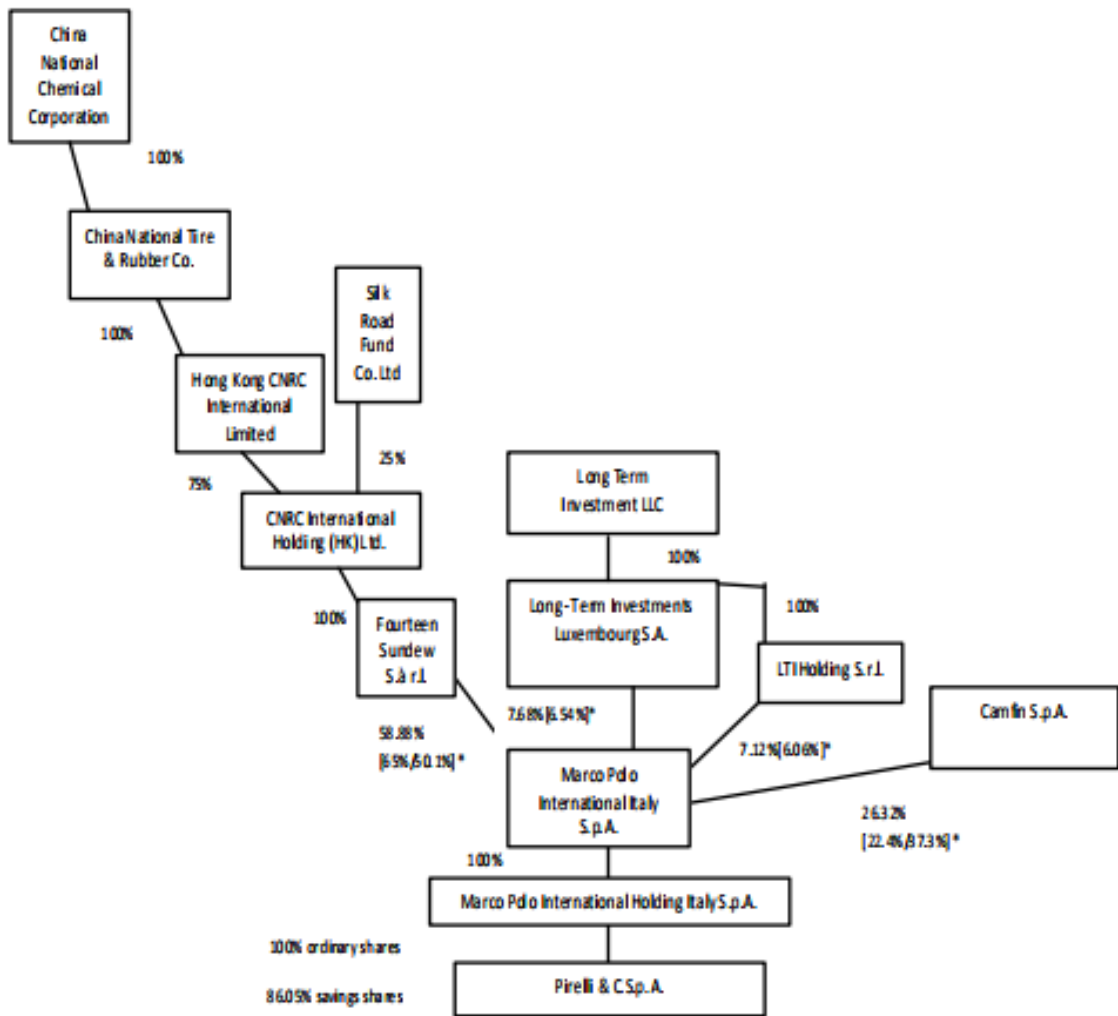 China
National
Chemical
Corporation
100%
China National Tire
& Rubber Co.
100%
Silk
Road
Fund
Co. Ltd
Hong Kong CNRC
International
Limited
75%
25%
CNRC International
Holding (HK) Ltd.
Long Term
Investment LLC
100%
100%
Fourteen
Sundew
S.à r.l.
Long-Term Investments
Luxembourg S.A.
100%
LTI Holding S.r.l.
Camfin S.p.A.
58.88%
[65%/50.1%]*
7.68%[6.54%]*
7.12%[6.06%]*
Marco Polo
International Italy
S.p.A.
26.32%
[22.4%/37.3%]*
100%
Marco Polo International Holding Italy S.p.A.
100% ordinary shares
86.05% savings shares
Pirelli & C S.p.A.